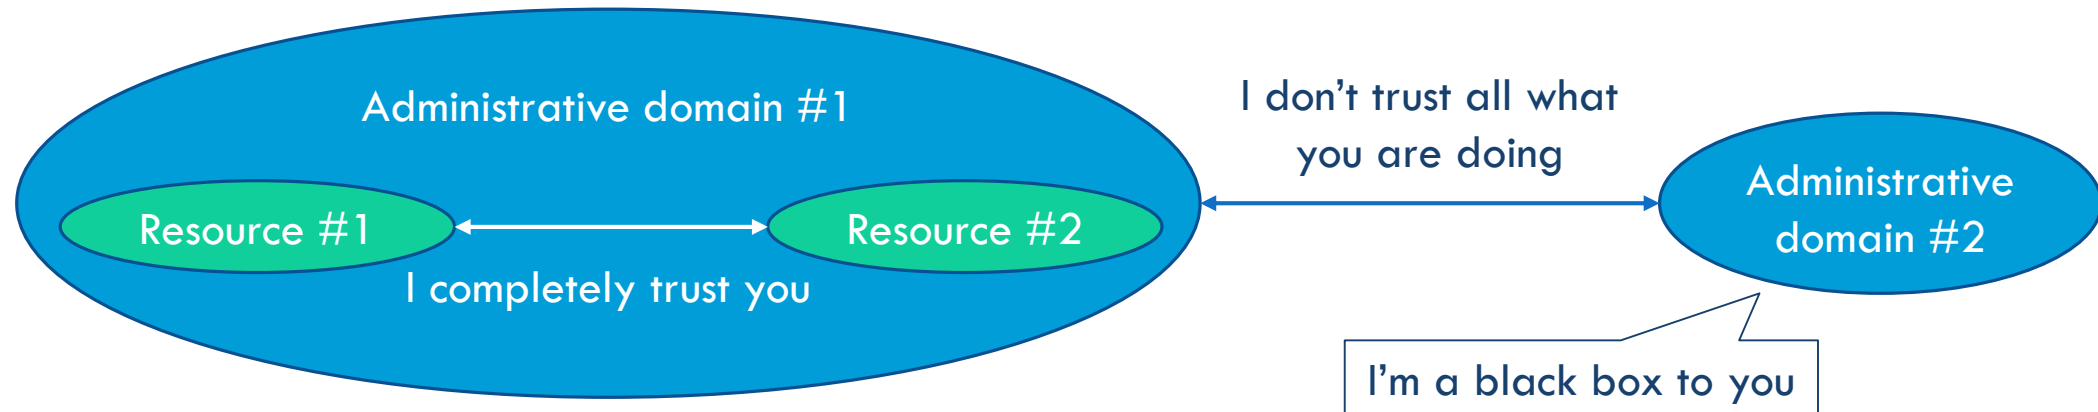 Administrative domain #1
Resource #1
Resource #2
I completely trust you
I don't trust all what
you are doing
Administrative
domain #2
I'm a black box to you